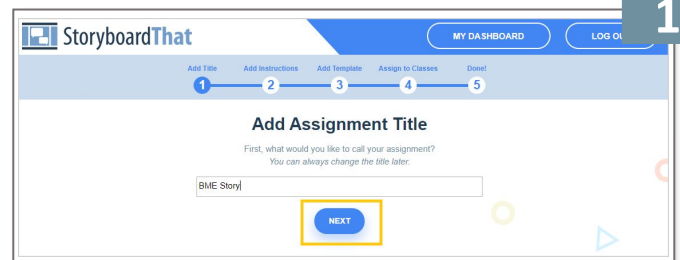 1
StoryboardThat
MY DASHBOARD
Add Title Add Instructions Add Template Assign to Classes Done!
1 2 3 4 5
Add Assignment Title
First, what would you like to call your assignment?
You can always change the title later.
BME Story
NEXT